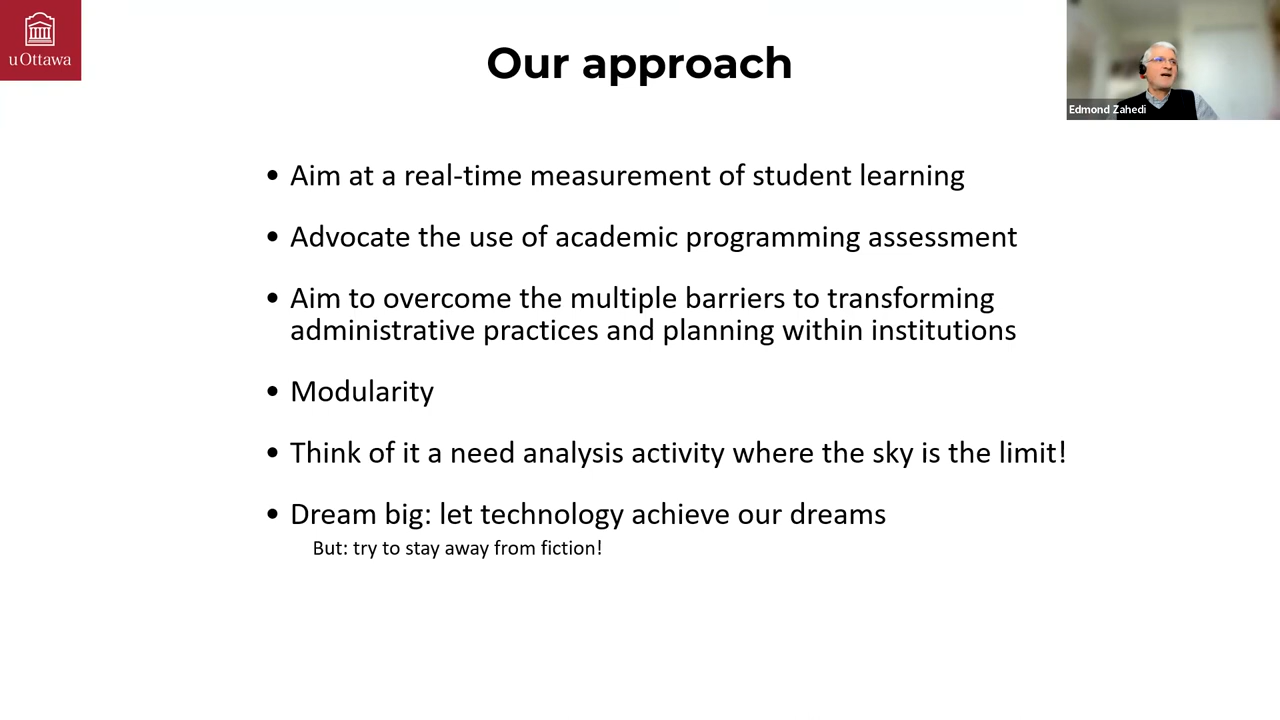 uOttawa
Our approach
Edmond Zahedi
• Aim at a real-time measurement of student learning
• Advocate the use of academic programming assessment
• Aim to overcome the multiple barriers to transforming
administrative practices and planning within institutions
• Modularity
• Think of it a need analysis activity where the sky is the limit!
• Dream big: let technology achieve our dreams
But: try to stay away from fiction!